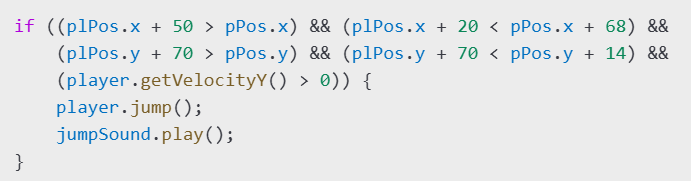 if ((plPos.x + 50 > pPos.x) && (plPos.x + 20 < pPos.x + 68) &&
    (plPos.y + 70 > pPos.y) && (plPos.y + 70 < pPos.y + 14) &&
    (player.getVelocityY() > 0)) {
    player.jump();
    jumpSound.play();
}